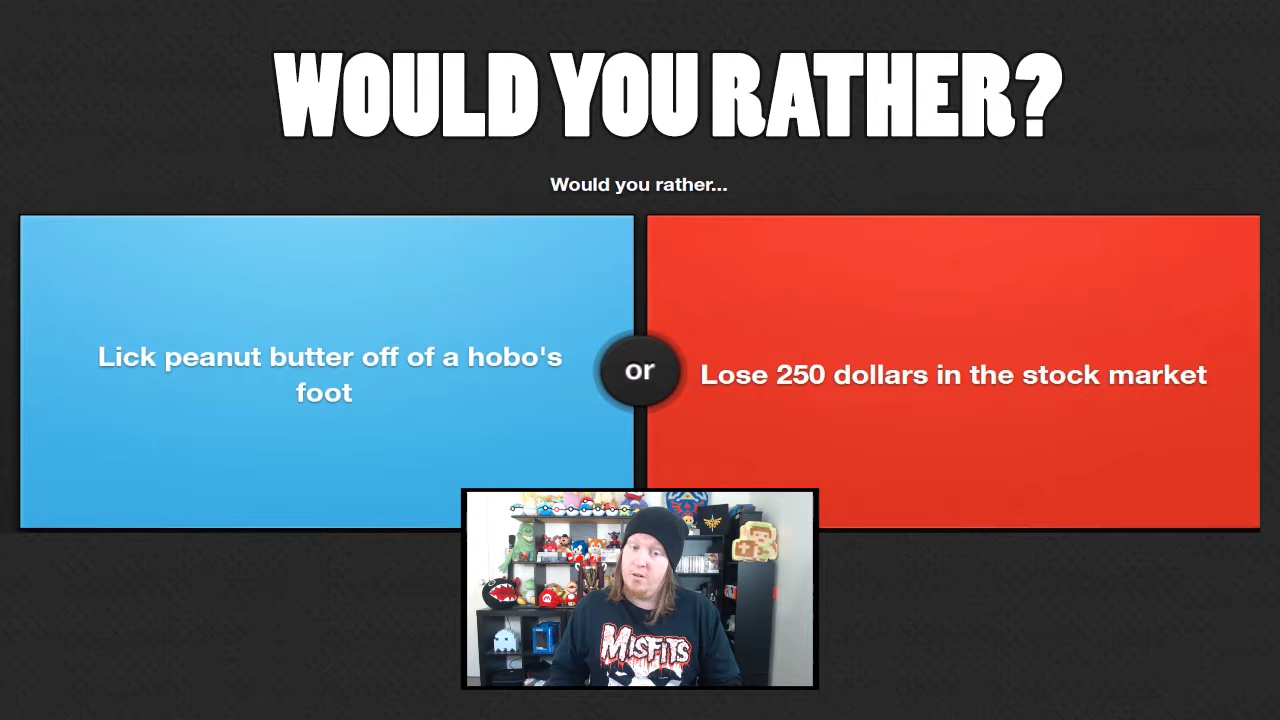 WOULD YOU RATHER?
Would you rather...
Lick peanut butter off of a hobo's
foot
or
Lose 250 dollars in the stock market
MISFITS